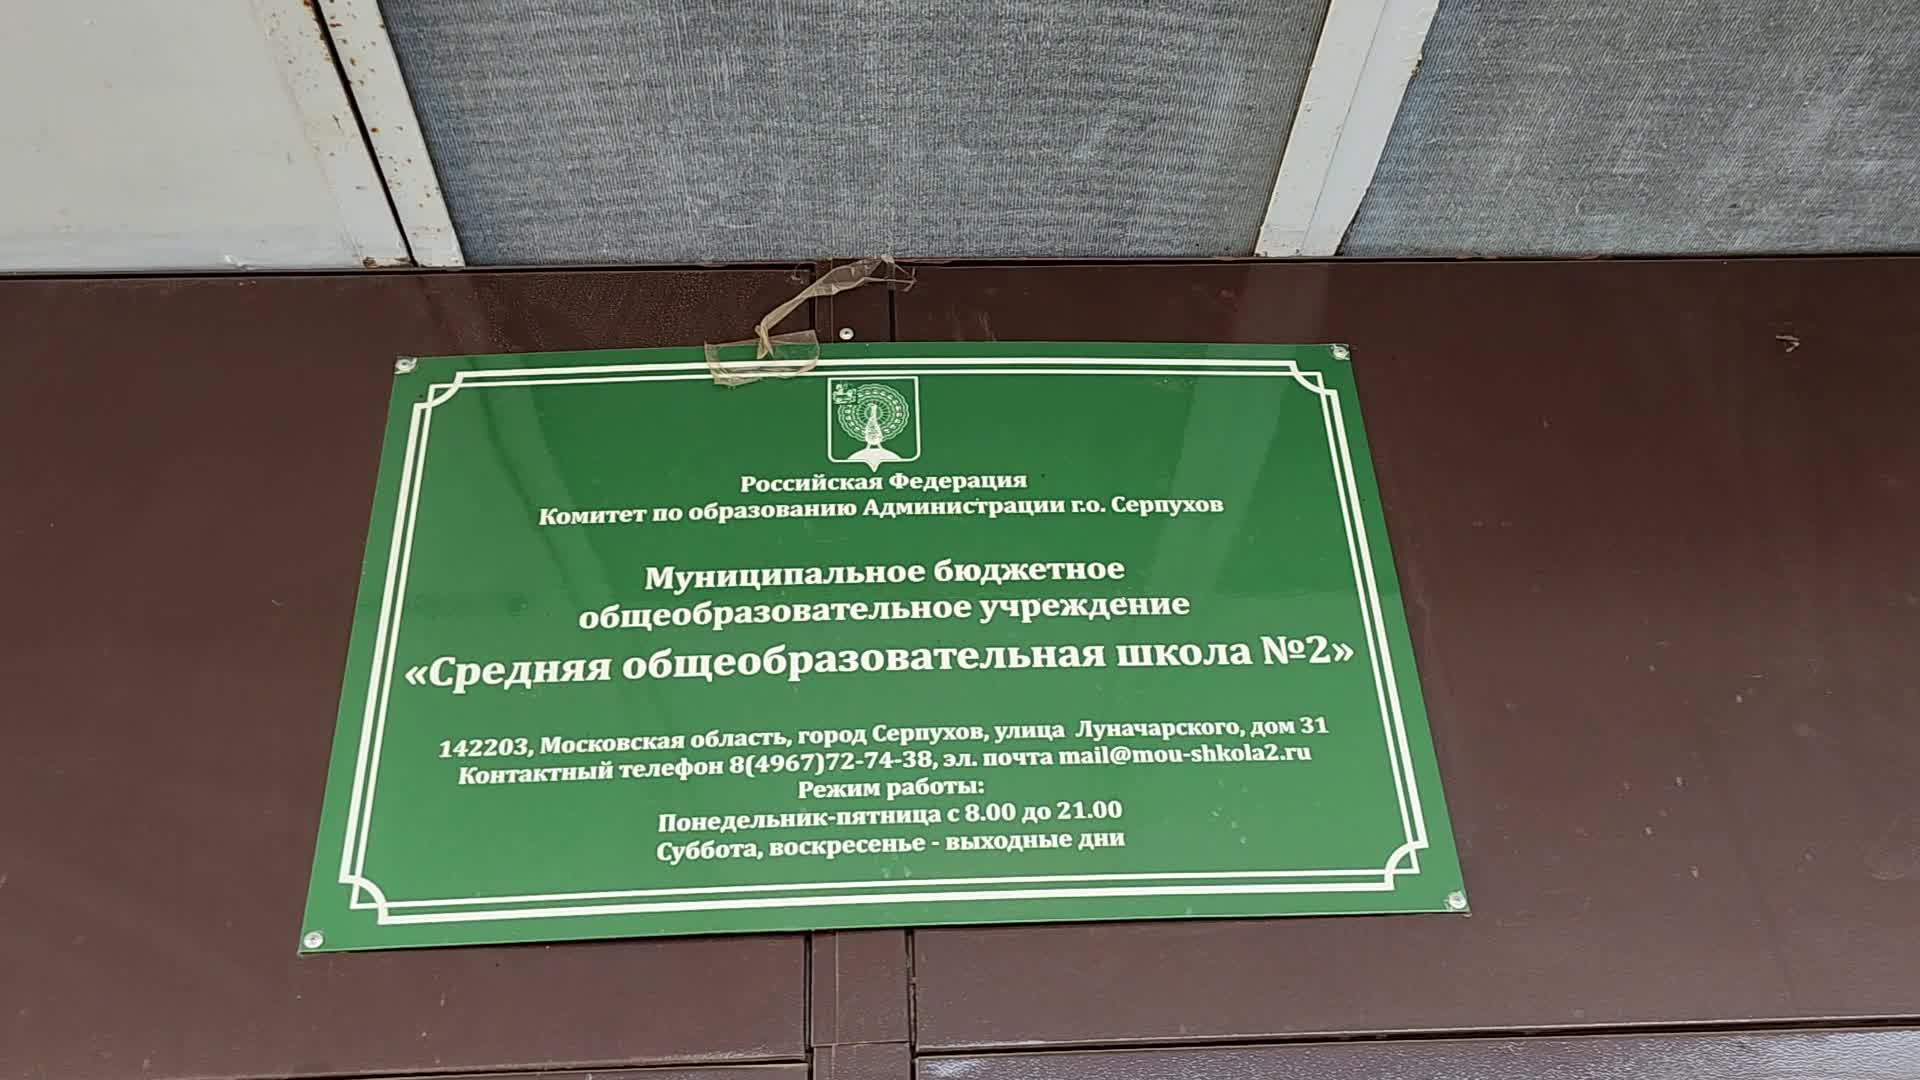 Российская Федерация
Комитет по образованию Администрации г.о. Серпухов
Муниципальное бюджетное
общеобразовательное учреждение
«Средняя общеобразовательная школа №2»
142203, Московская область, город Серпухов, улица Луначарского, дом 31
Контактный телефон 8(4967)72-74-38, эл. почта mail@mou-shkola2.ru
Режим работы:
Понедельник-пятница с 8.00 до 21.00
Суббота, воскресенье - выходные дни